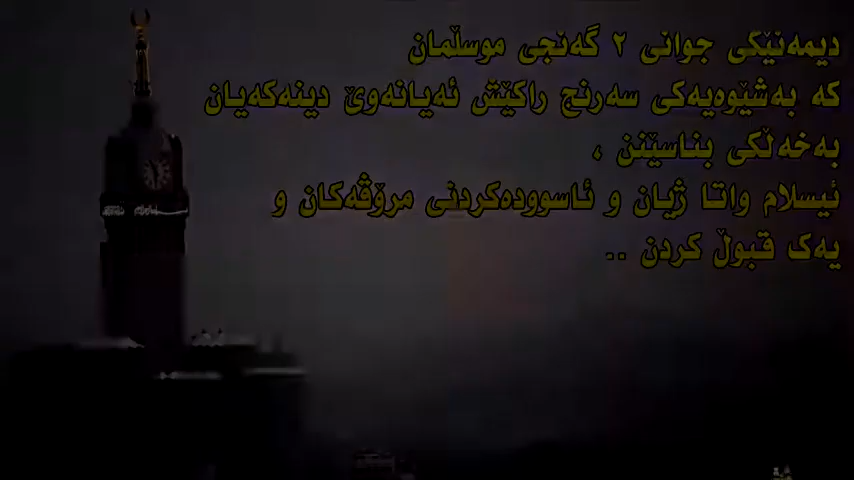 دیمەنێکی جوانی ٢ گەنجی موسڵمان
کە بەشێوەیەکی سەرنج راکێش ئەیانەوێ دینەکەیان
بەخەڵکی بناسێنن ،
ئیسلام واتا ژیان و ئاسوودەکردنی مرۆڤەکان و
یەک قبوڵ کردن ..